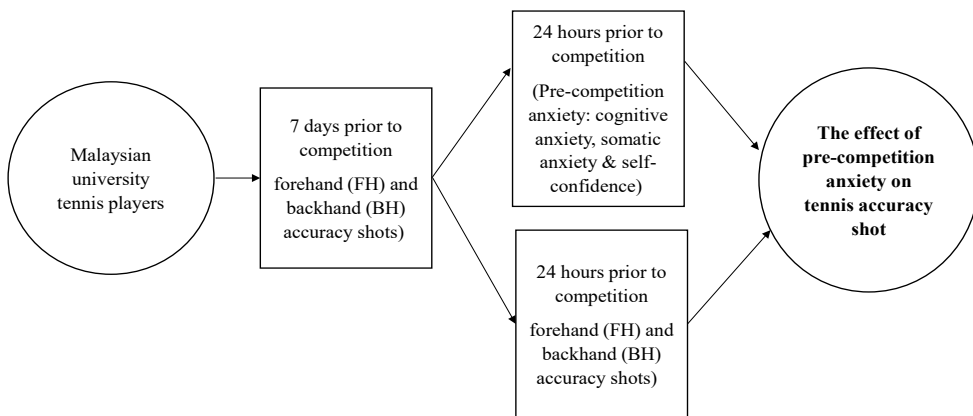 Malaysian
university
tennis players
7 days prior to
competition
forehand (FH) and
backhand (BH)
accuracy shots)
24 hours prior to
competition
(Pre-competition
anxiety: cognitive
anxiety, somatic
anxiety & self-
confidence)
24 hours prior to
competition
forehand (FH) and
backhand (BH)
accuracy shots)
The effect of
pre-competition
anxiety on
tennis accuracy
shot